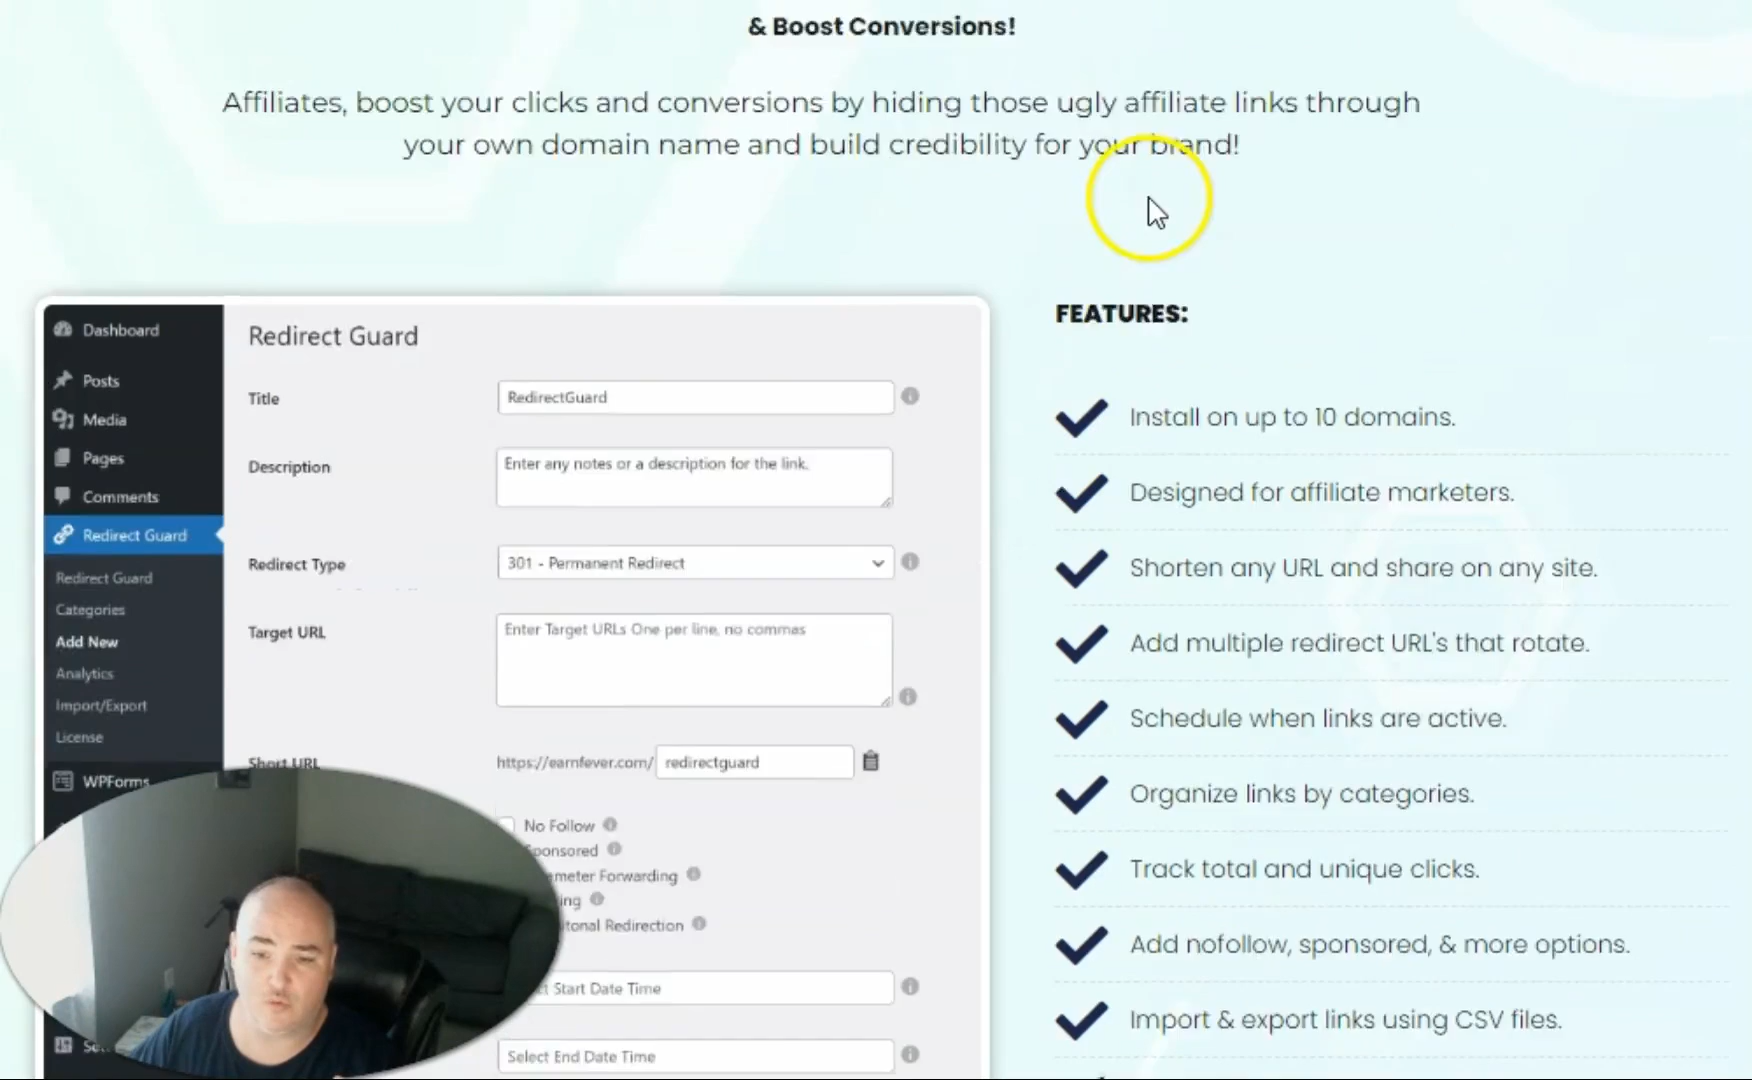 & Boost Conversions!
Affiliates, boost your clicks and conversions by hiding those ugly affiliate links through
your own domain name and build credibility for your brand!
Dashboard
Posts
Media
Pages
Comments
Redirect Guard
Redirect Guard
Categories
Add New
Analytics
Import/Export
License
WPForms
Redirect Guard
Title
RedirectGuard
Description
Enter any notes or a description for the link.
Redirect Type
301 - Permanent Redirect
Target URL
Enter Target URLs One per line, no commas
Short URL
https://earnfever.com/
redirectguard
No Follow
Sponsored
Forwarding
Redirection
Start Date Time
Select End Date Time
FEATURES:
Install on up to 10 domains.
Designed for affiliate marketers.
Shorten any URL and share on any site.
Add multiple redirect URL's that rotate.
Schedule when links are active.
Organize links by categories.
Track total and unique clicks.
Add nofollow, sponsored, & more options.
Import & export links using CSV files.